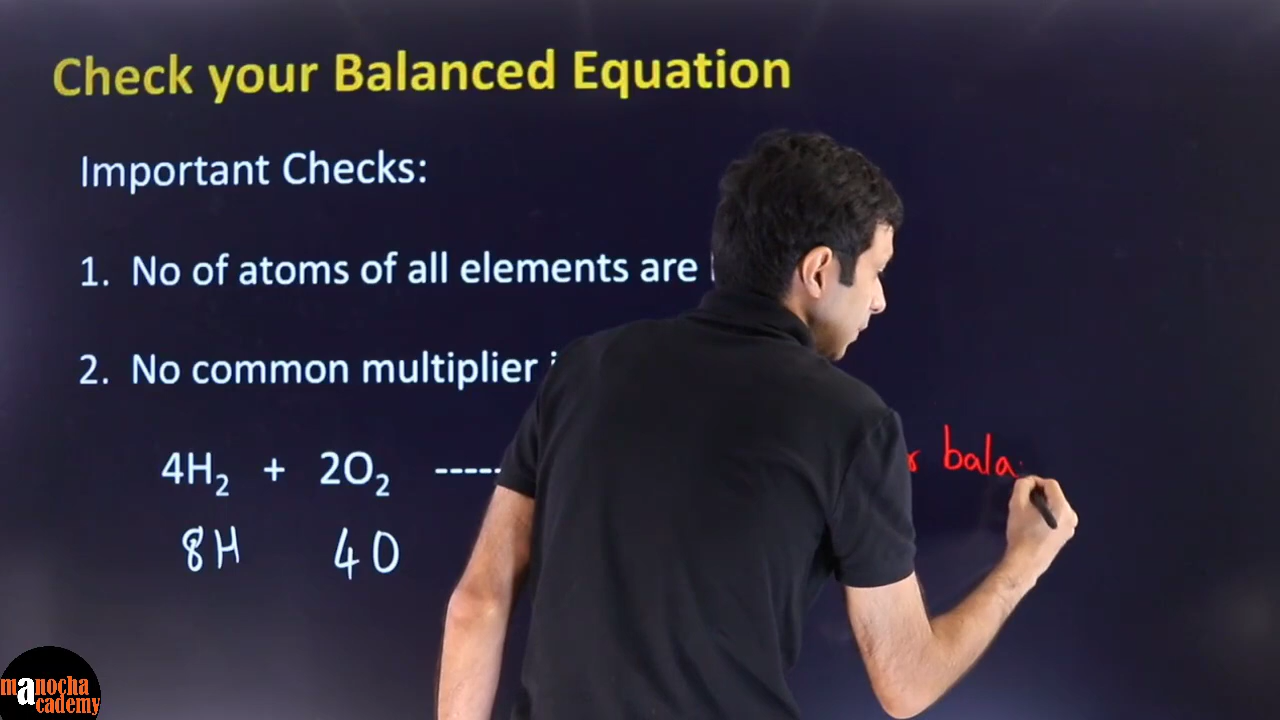 Check your Balanced Equation
Important Checks:
1. No of atoms of all elements are
2. No common multiplier
4H₂ + 2O₂ -----
bala
8H 4O
manocha
academy